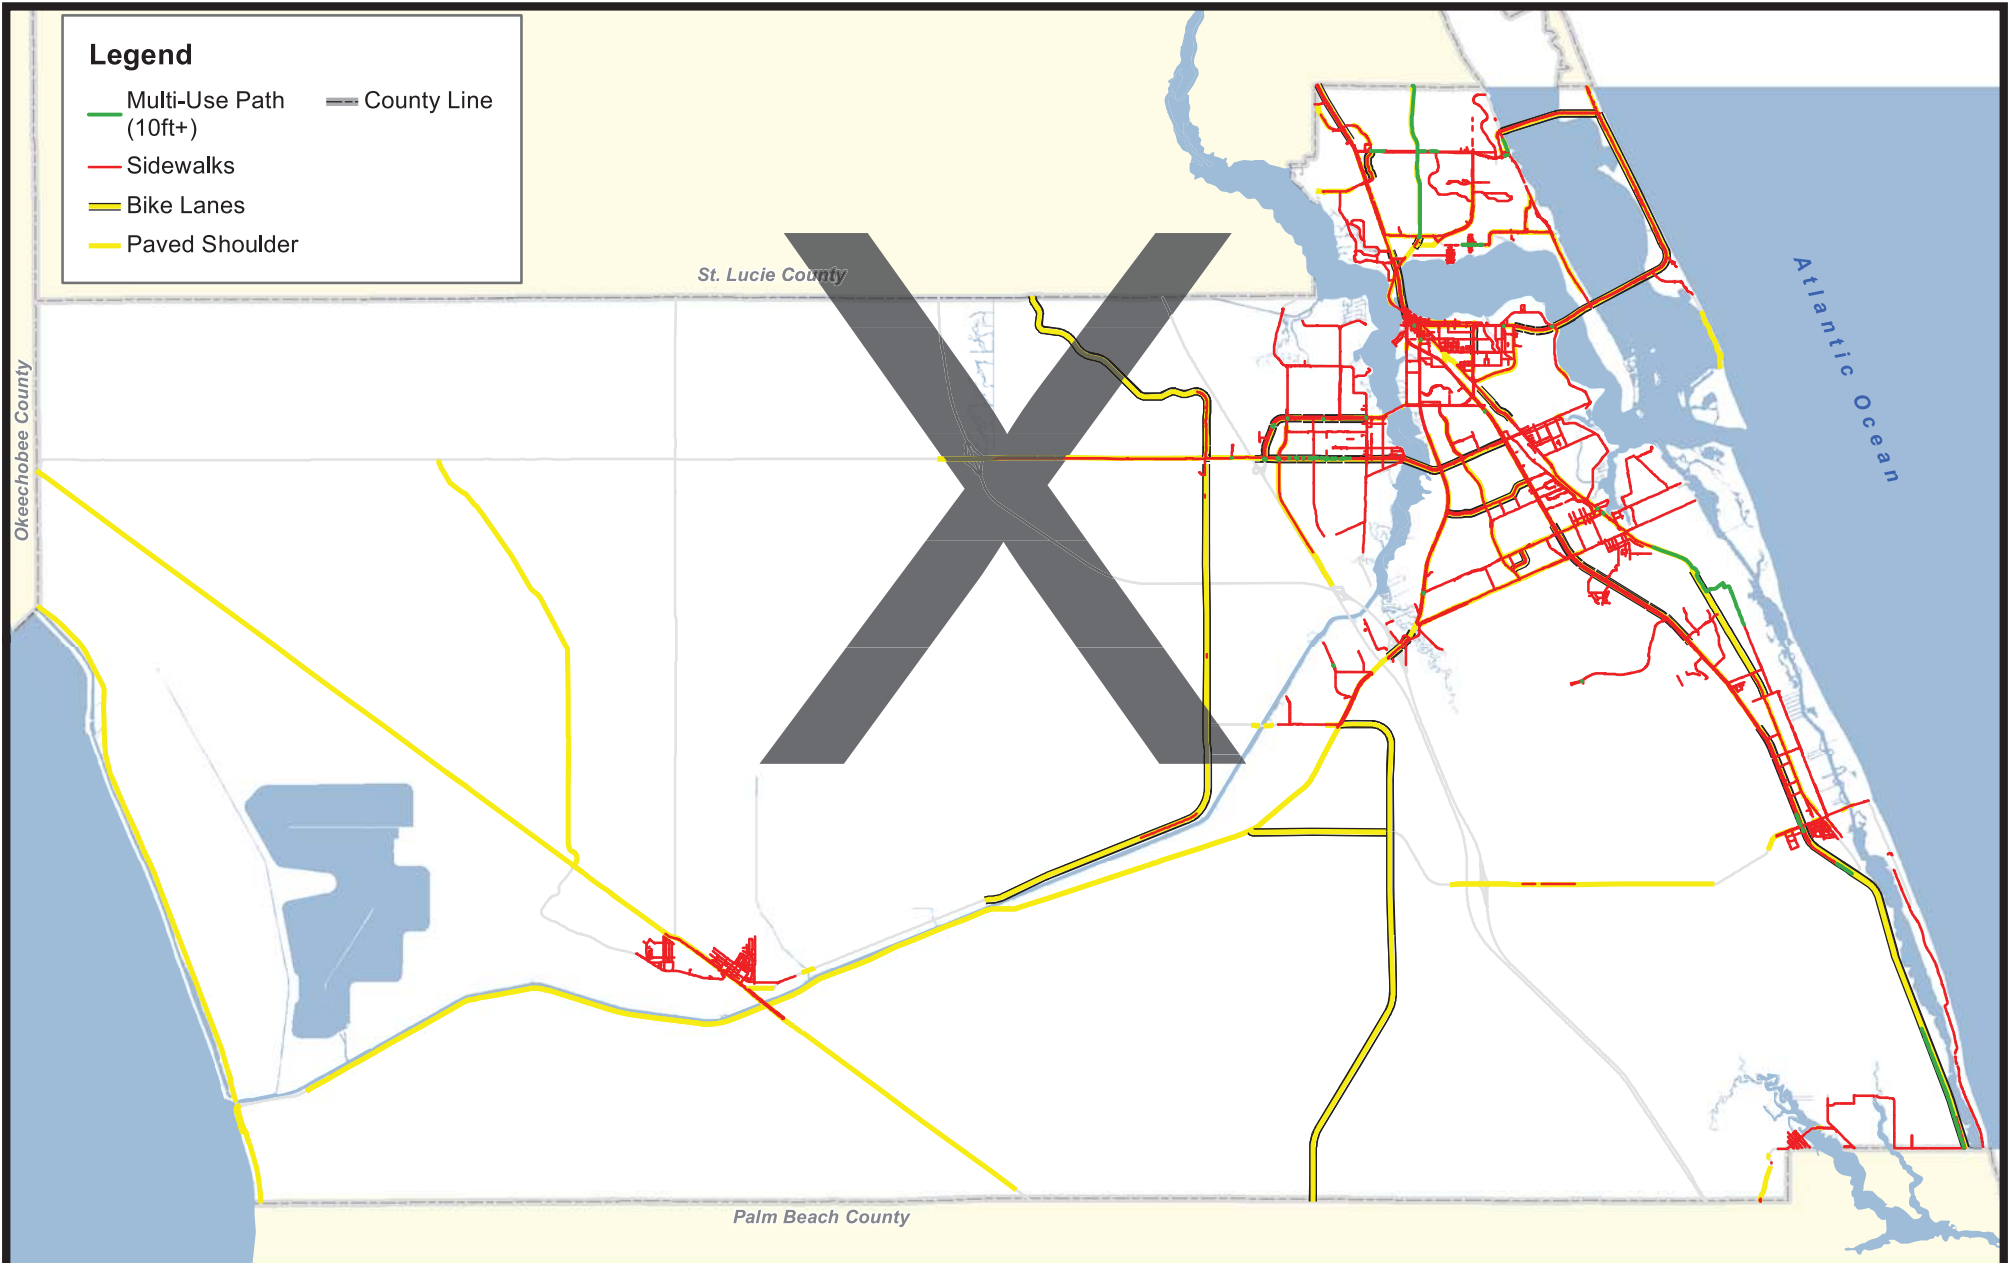 Legend
Multi-Use Path
(10ft+)
County Line
Sidewalks
Bike Lanes
Paved Shoulder
St. Lucie County
Okeechobee County
Atlantic Ocean
X
Palm Beach County